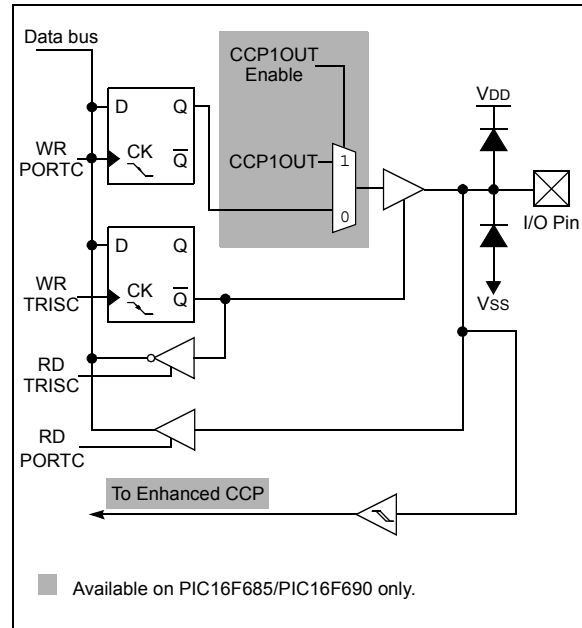 Data bus
CCP1OUT
Enable
VDD
D Q
WR
PORTC
CK
Q
CCP1OUT
1
0
I/O Pin
D Q
WR
TRISC
CK
Q
VSS
RD
TRISC
RD
PORTC
To Enhanced CCP
Available on PIC16F685/PIC16F690 only.